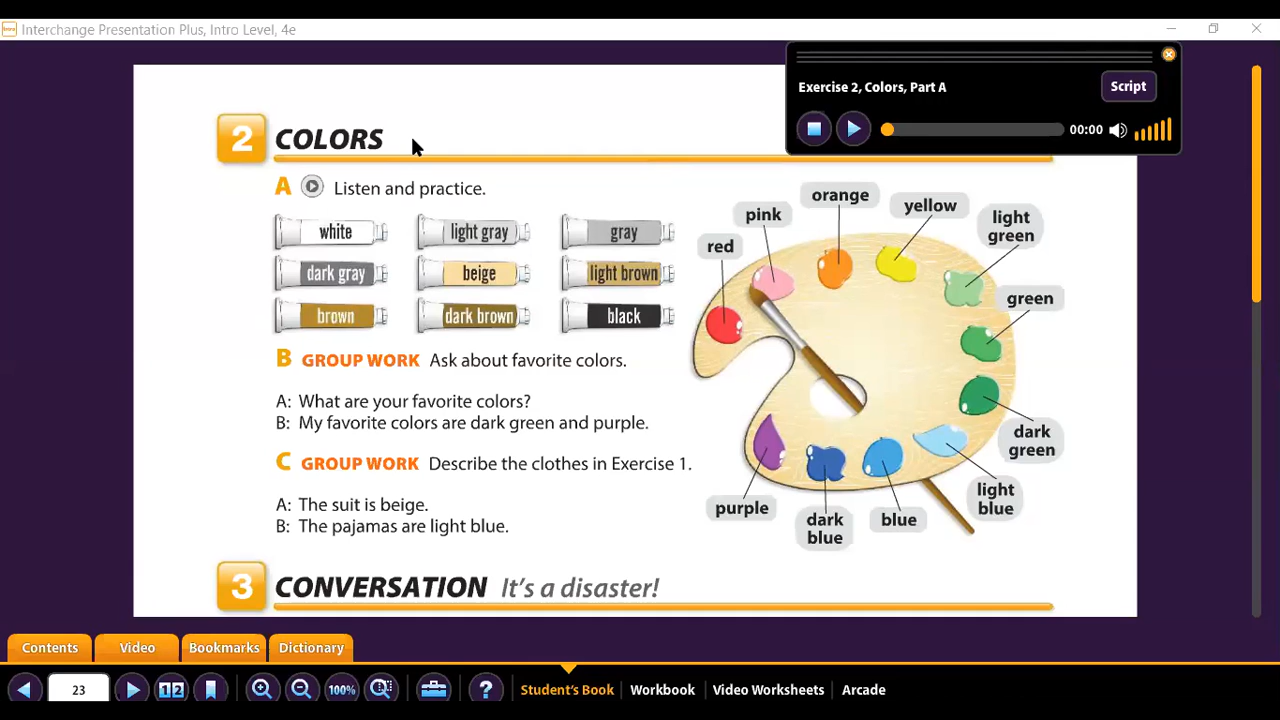 Interchange Presentation Plus, Intro Level, 4e
Exercise 2, Colors, Part A
Script
00:00
2 COLORS
A Listen and practice.
white light gray gray
dark gray beige light brown
brown dark brown black
red
pink
orange
yellow
light
green
green
dark
green
light
blue
blue
dark
blue
purple
B GROUP WORK Ask about favorite colors.
A: What are your favorite colors?
B: My favorite colors are dark green and purple.
C GROUP WORK Describe the clothes in Exercise 1.
A: The suit is beige.
B: The pajamas are light blue.
3 CONVERSATION It's a disaster!
Contents Video Bookmarks Dictionary
23 12 100% ? Student's Book Workbook Video Worksheets Arcade